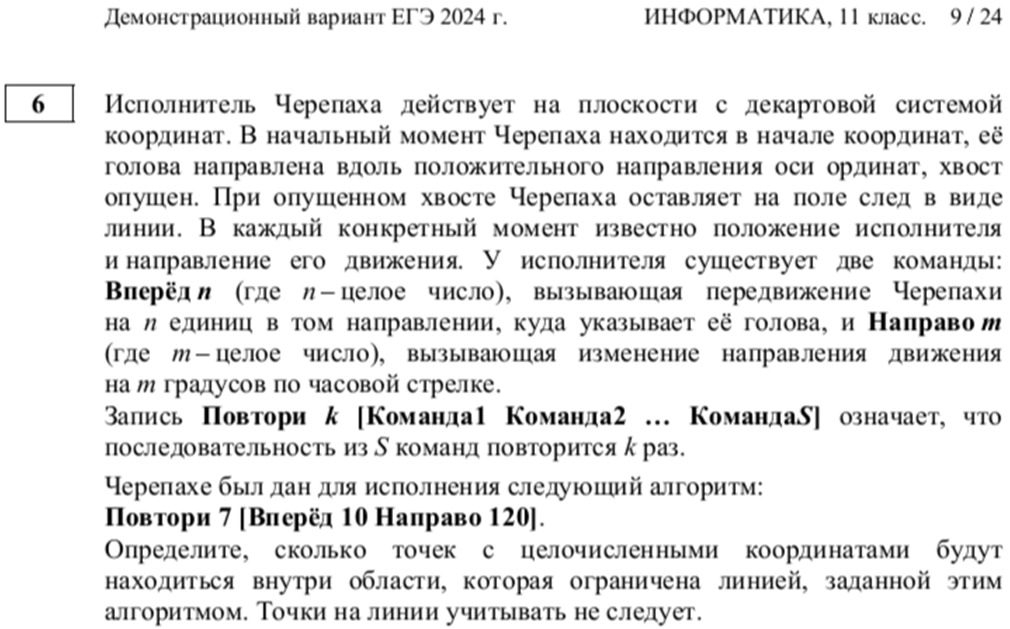 Демонстрационный вариант ЕГЭ 2024 г. ИНФОРМАТИКА, 11 класс. 9 / 24
6
Исполнитель Черепаха действует на плоскости с декартовой системой
координат. В начальный момент Черепаха находится в начале координат, её
голова направлена вдоль положительного направления оси ординат, хвост
опущен. При опущенном хвосте Черепаха оставляет на поле след в виде
линии. В каждый конкретный момент известно положение исполнителя
и направление его движения. У исполнителя существует две команды:
Вперёд n (где n – целое число), вызывающая передвижение Черепахи
на n единиц в том направлении, куда указывает её голова, и Направо m
(где m – целое число), вызывающая изменение направления движения
на m градусов по часовой стрелке.
Запись Повтори k [Команда1 Команда2 … КомандаS] означает, что
последовательность из S команд повторится k раз.
Черепахе был дан для исполнения следующий алгоритм:
Повтори 7 [Вперёд 10 Направо 120].
Определите, сколько точек с целочисленными координатами будут
находиться внутри области, которая ограничена линией, заданной этим
алгоритмом. Точки на линии учитывать не следует.